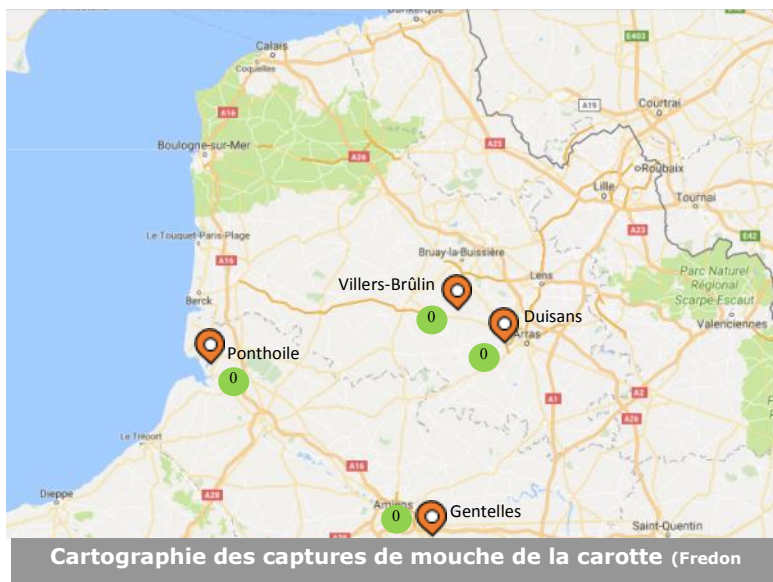 Dunkerque
Calais
Coquelles
E403
A16
A19
Courtrai
Boulogne-sur-Mer
A25
A26
Roubaix
Lille
Tournai
Le Touquet-Paris-Plage
A23
E42
A16
Bruay-la-Buissière
Parc Naturel
Régional
Scarpe-Escaut
Villers-Brûlin
Lens
Berck
0
Duisans
Valenciennes
Arras
Ponthoile
0
0
A1
A2
A26
Le Tréport
A16
Dieppe
A28
Amiens
0
Gentelles
Saint-Quentin
A29
Cartographie des captures de mouche de la carotte (Fredon